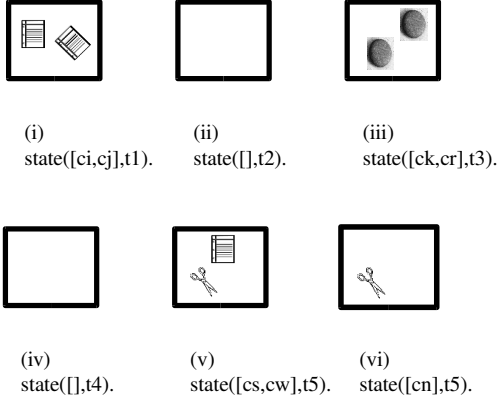 (i)
state([ci,cj],t1).
(ii)
state([],t2).
(iii)
state([ck,cr],t3).
(iv)
state([],t4).
(v)
state([cs,cw],t5).
(vi)
state([cn],t5).